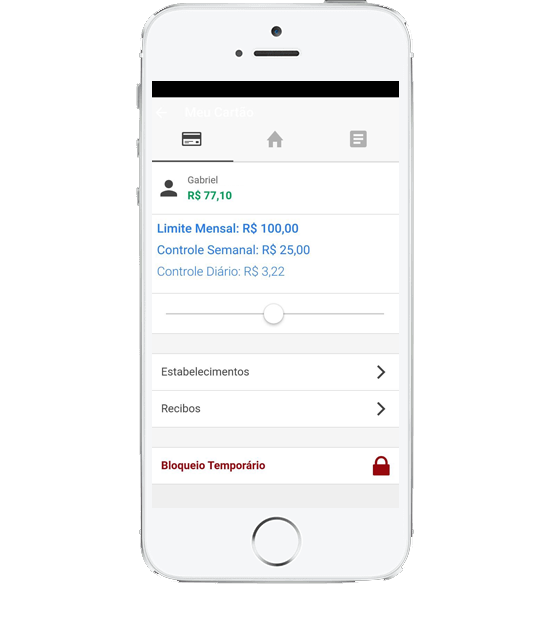 Meu Cartão
Gabriel
R$ 77,10
Limite Mensal: R$ 100,00
Controle Semanal: R$ 25,00
Controle Diário: R$ 3,22
Estabelecimentos
Recibos
Bloqueio Temporário